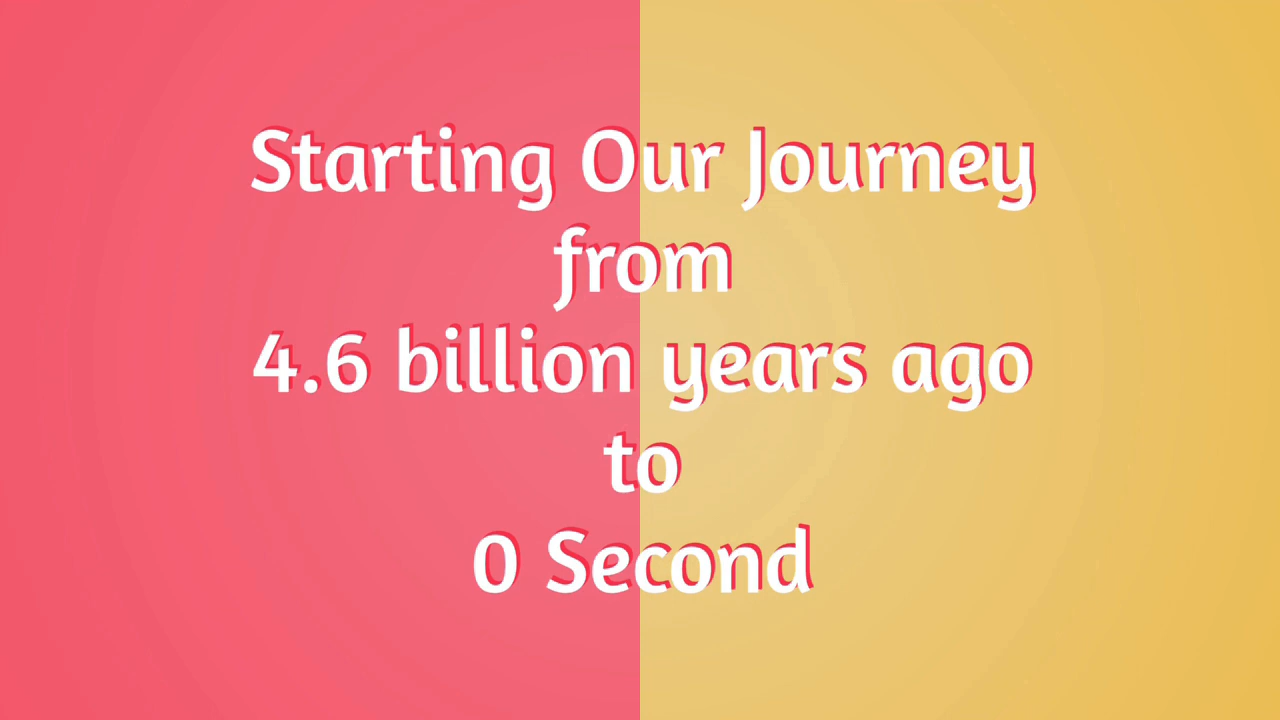 Starting Our Journey
from
4.6 billion years ago
to
0 Second